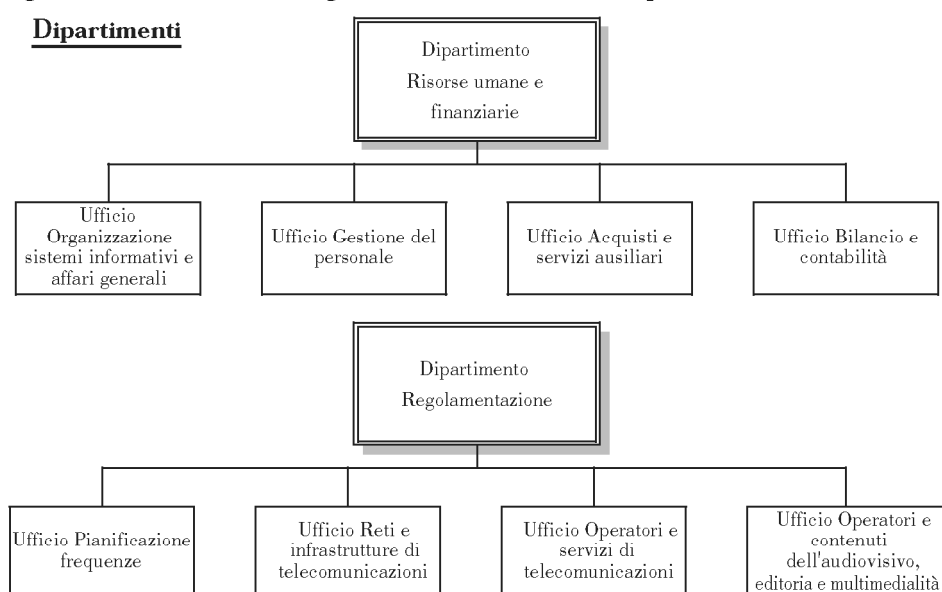 Dipartimenti
Dipartimento
Risorse umane e
finanziarie
Ufficio
Organizzazione
sistemi informativi e
affari generali
Ufficio Gestione del
personale
Ufficio Acquisti e
servizi ausiliari
Ufficio Bilancio e
contabilità
Dipartimento
Regolamentazione
Ufficio Pianificazione
frequenze
Ufficio Reti e
infrastrutture di
telecomunicazioni
Ufficio Operatori e
servizi di
telecomunicazioni
Ufficio Operatori e
contenuti
dell'audiovisivo,
editoria e multimedialità